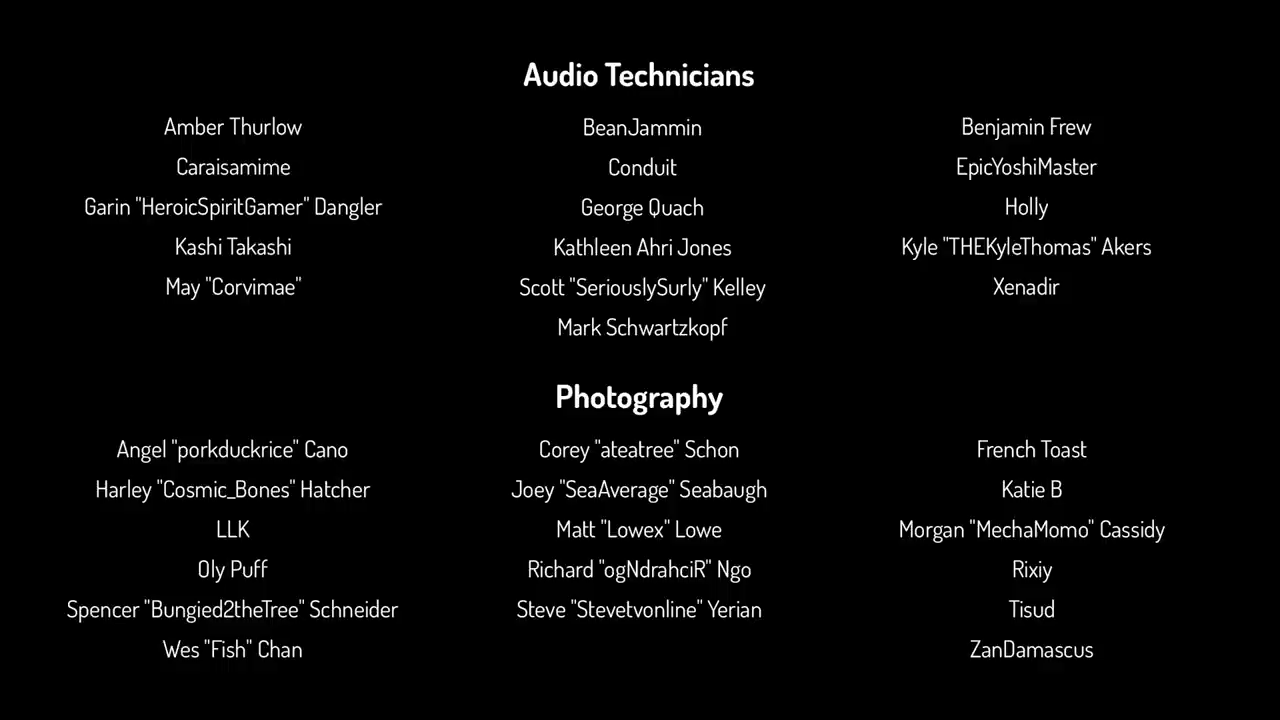 Audio Technicians
Amber Thurlow
BeanJammin
Benjamin Frew
Caraisamime
Conduit
EpicYoshiMaster
Garin "HeroicSpiritGamer" Dangler
George Quach
Holly
Kashi Takashi
Kathleen Ahri Jones
Kyle "THEKyleThomas" Akers
May "Corvimae"
Scott "SeriouslySurly" Kelley
Xenadir
Mark Schwartzkopf
Photography
Angel "porkduckrice" Cano
Corey "ateatree" Schon
French Toast
Harley "Cosmic_Bones" Hatcher
Joey "SeaAverage" Seabaugh
Katie B
LLK
Matt "Lowex" Lowe
Morgan "MechaMomo" Cassidy
Oly Puff
Richard "ogNdrahciR" Ngo
Rixiy
Spencer "Bungied2theTree" Schneider
Steve "Stevetvonline" Yerian
Tisud
Wes "Fish" Chan
ZanDamascus